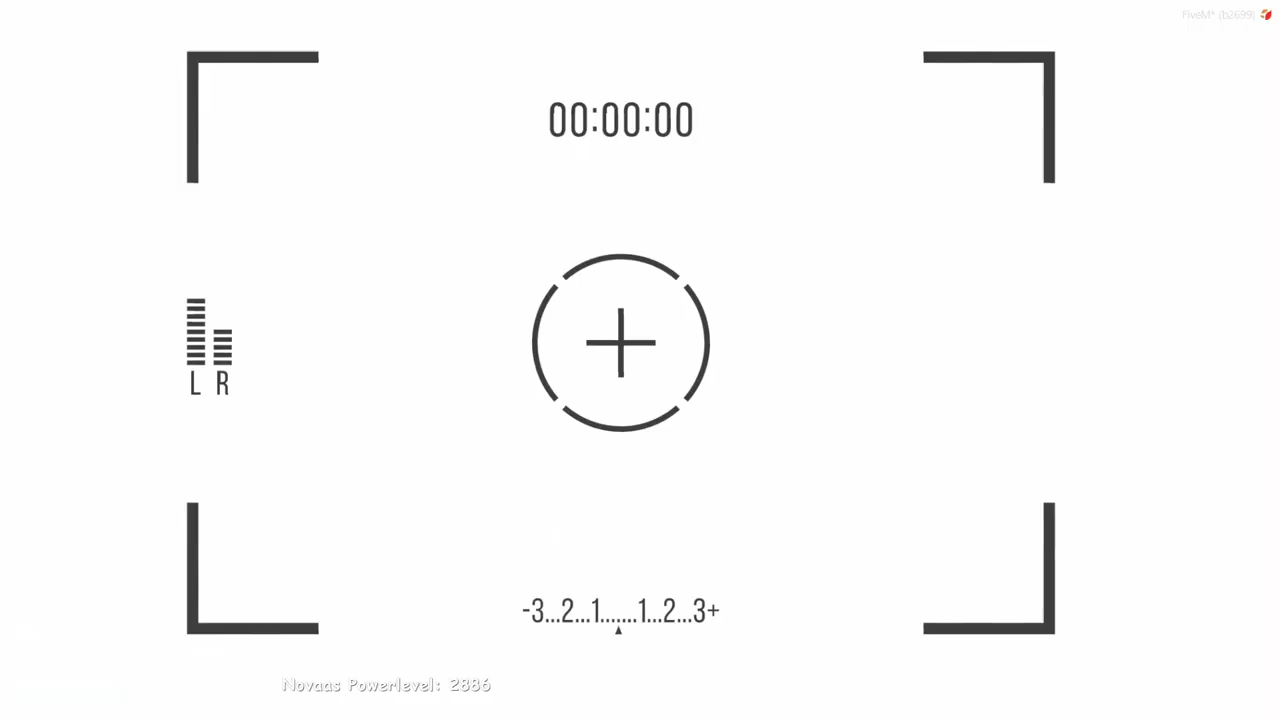 FiveM* (b2699)
00:00:00
L R
-3...2...1.......1...2...3+
Novaas Powerlevel: 2886